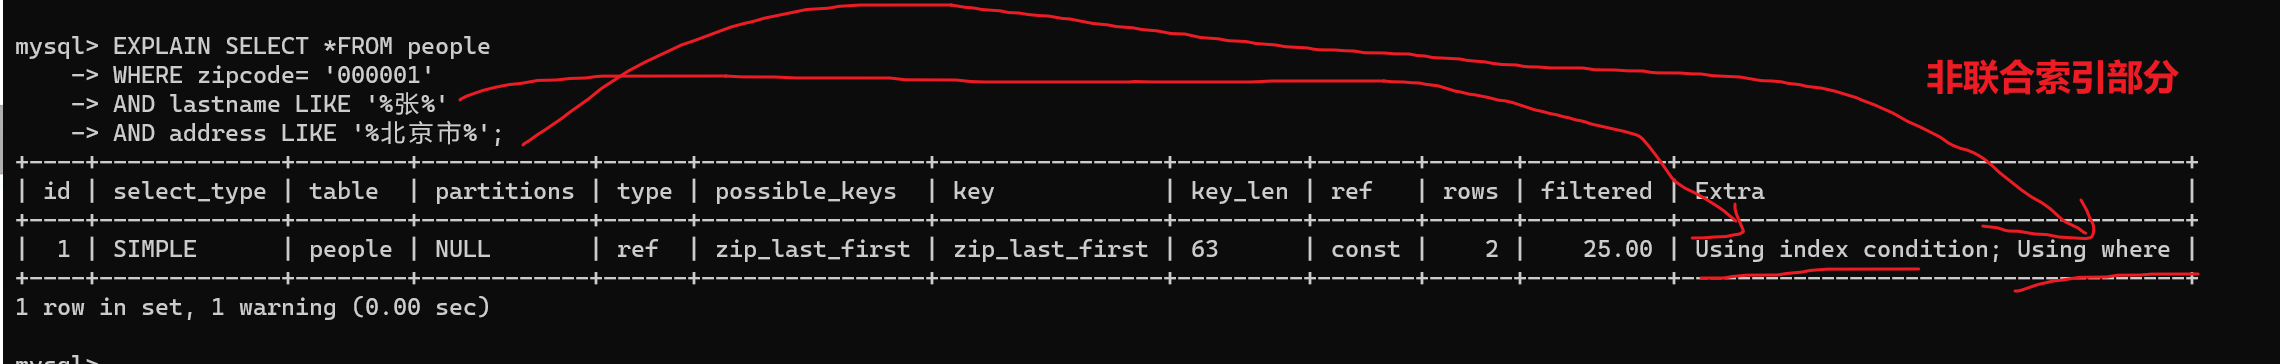 mysql> EXPLAIN SELECT *FROM people
    -> WHERE zipcode= '000001'
    -> AND lastname LIKE '%张%'
    -> AND address LIKE '%北京市%';
非联合索引部分
+----+-------------+--------+------------+------+----------------+----------------+---------+-------+------+----------+------------------------------------+
| id | select_type | table  | partitions | type | possible_keys  | key            | key_len | ref   | rows | filtered | Extra                              |
+----+-------------+--------+------------+------+----------------+----------------+---------+-------+------+----------+------------------------------------+
|  1 | SIMPLE      | people | NULL       | ref  | zip_last_first | zip_last_first | 63      | const |    2 |    25.00 | Using index condition; Using where |
+----+-------------+--------+------------+------+----------------+----------------+---------+-------+------+----------+------------------------------------+
1 row in set, 1 warning (0.00 sec)
mysql>